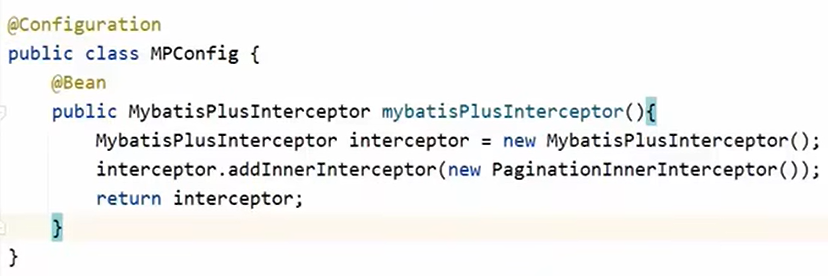 @Configuration
public class MPConfig {
@Bean
public MybatisPlusInterceptor mybatisPlusInterceptor(){
MybatisPlusInterceptor interceptor = new MybatisPlusInterceptor();
interceptor.addInnerInterceptor(new PaginationInnerInterceptor());
return interceptor;
}
}